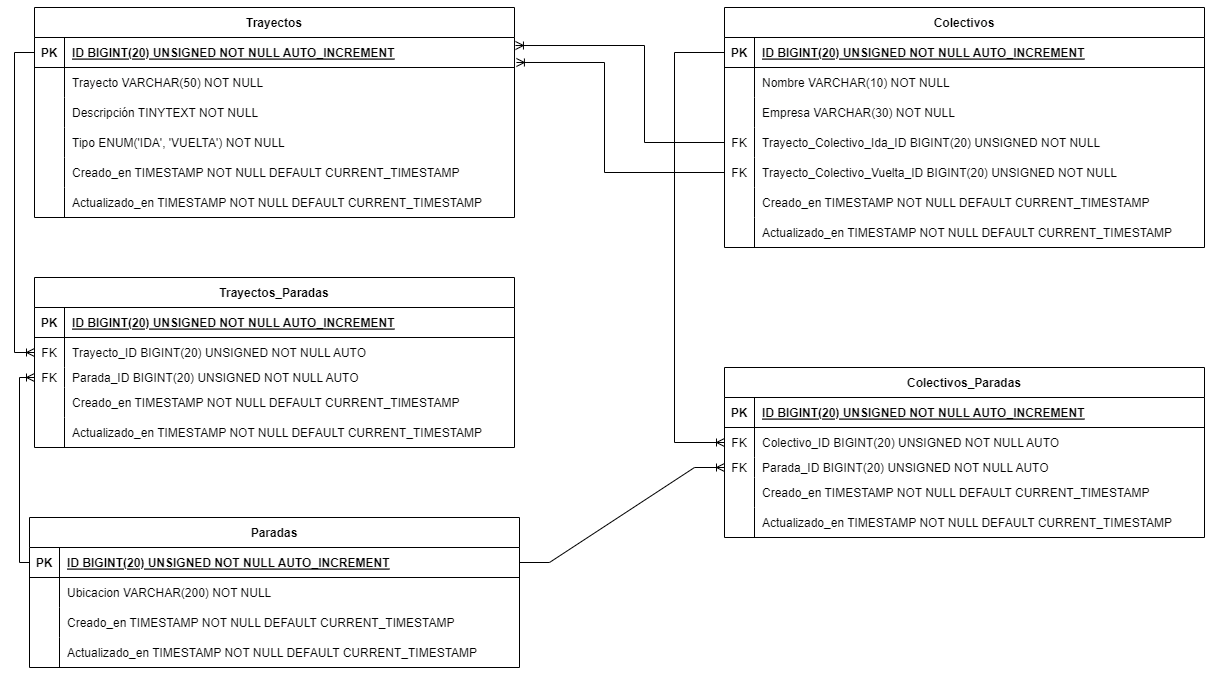 Trayectos
PK ID BIGINT(20) UNSIGNED NOT NULL AUTO_INCREMENT
Trayecto VARCHAR(50) NOT NULL
Descripción TINYTEXT NOT NULL
Tipo ENUM('IDA', 'VUELTA') NOT NULL
Creado_en TIMESTAMP NOT NULL DEFAULT CURRENT_TIMESTAMP
Actualizado_en TIMESTAMP NOT NULL DEFAULT CURRENT_TIMESTAMP
Colectivos
PK ID BIGINT(20) UNSIGNED NOT NULL AUTO_INCREMENT
Nombre VARCHAR(10) NOT NULL
Empresa VARCHAR(30) NOT NULL
FK Trayecto_Colectivo_Ida_ID BIGINT(20) UNSIGNED NOT NULL
FK Trayecto_Colectivo_Vuelta_ID BIGINT(20) UNSIGNED NOT NULL
Creado_en TIMESTAMP NOT NULL DEFAULT CURRENT_TIMESTAMP
Actualizado_en TIMESTAMP NOT NULL DEFAULT CURRENT_TIMESTAMP
Trayectos_Paradas
PK ID BIGINT(20) UNSIGNED NOT NULL AUTO_INCREMENT
FK Trayecto_ID BIGINT(20) UNSIGNED NOT NULL AUTO
FK Parada_ID BIGINT(20) UNSIGNED NOT NULL AUTO
Creado_en TIMESTAMP NOT NULL DEFAULT CURRENT_TIMESTAMP
Actualizado_en TIMESTAMP NOT NULL DEFAULT CURRENT_TIMESTAMP
Colectivos_Paradas
PK ID BIGINT(20) UNSIGNED NOT NULL AUTO_INCREMENT
FK Colectivo_ID BIGINT(20) UNSIGNED NOT NULL AUTO
FK Parada_ID BIGINT(20) UNSIGNED NOT NULL AUTO
Creado_en TIMESTAMP NOT NULL DEFAULT CURRENT_TIMESTAMP
Actualizado_en TIMESTAMP NOT NULL DEFAULT CURRENT_TIMESTAMP
Paradas
PK ID BIGINT(20) UNSIGNED NOT NULL AUTO_INCREMENT
Ubicacion VARCHAR(200) NOT NULL
Creado_en TIMESTAMP NOT NULL DEFAULT CURRENT_TIMESTAMP
Actualizado_en TIMESTAMP NOT NULL DEFAULT CURRENT_TIMESTAMP